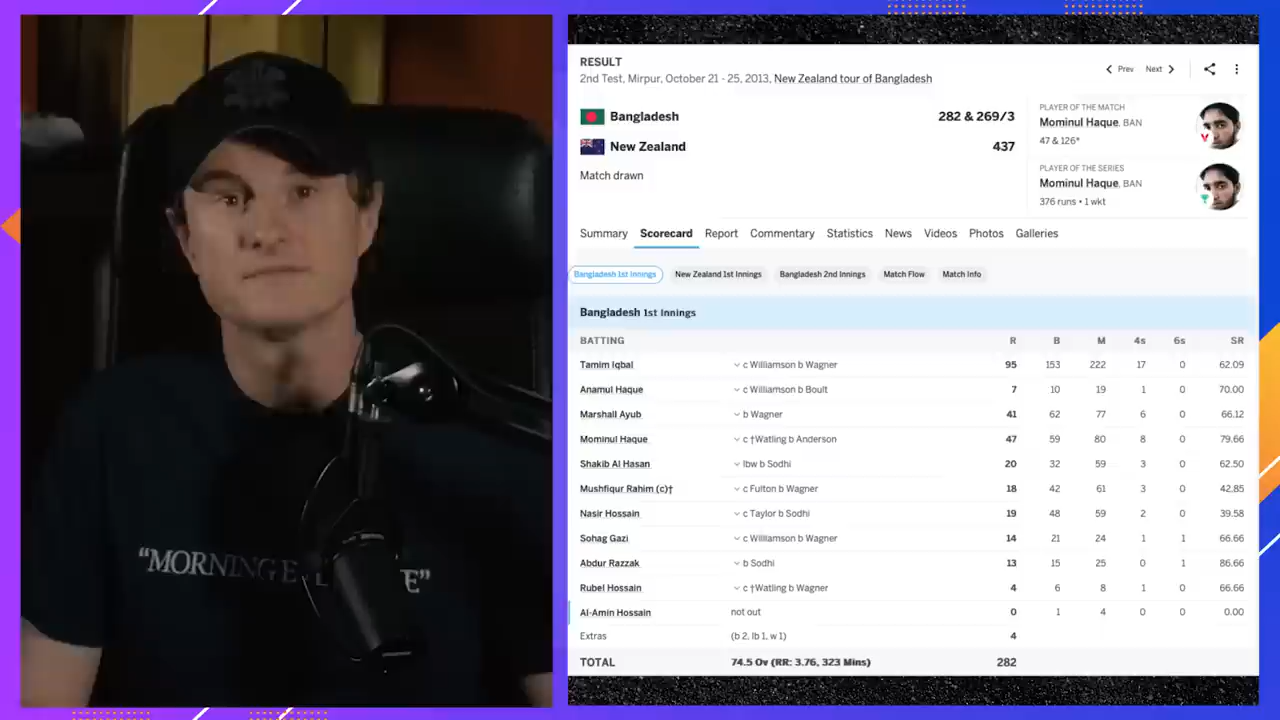 “MORNING E
E”
RESULT
Prev Next
2nd Test, Mirpur, October 21 - 25, 2013, New Zealand tour of Bangladesh
Bangladesh 282 & 269/3
New Zealand 437
Match drawn
PLAYER OF THE MATCH
Mominul Haque, BAN
47 & 126*
PLAYER OF THE SERIES
Mominul Haque, BAN
376 runs • 1 wkt
Summary Scorecard Report Commentary Statistics News Videos Photos Galleries
Bangladesh 1st Innings New Zealand 1st Innings Bangladesh 2nd Innings Match Flow Match Info
Bangladesh 1st Innings
BATTING R B M 4s 6s SR
Tamim Iqbal c Williamson b Wagner 95 153 222 17 0 62.09
Anamul Haque c Williamson b Boult 7 10 19 1 0 70.00
Marshall Ayub b Wagner 41 62 77 6 0 66.12
Mominul Haque c †Watling b Anderson 47 59 80 8 0 79.66
Shakib Al Hasan lbw b Sodhi 20 32 59 3 0 62.50
Mushfiqur Rahim (c)† c Fulton b Wagner 18 42 61 3 0 42.85
Nasir Hossain c Taylor b Sodhi 19 48 59 2 0 39.58
Sohag Gazi c Williamson b Wagner 14 21 24 1 1 66.66
Abdur Razzak b Sodhi 13 15 25 0 1 86.66
Rubel Hossain c †Watling b Wagner 4 6 8 1 0 66.66
Al-Amin Hossain not out 0 1 4 0 0 0.00
Extras (b 2, lb 1, w 1) 4
TOTAL 74.5 Ov (RR: 3.76, 323 Mins) 282